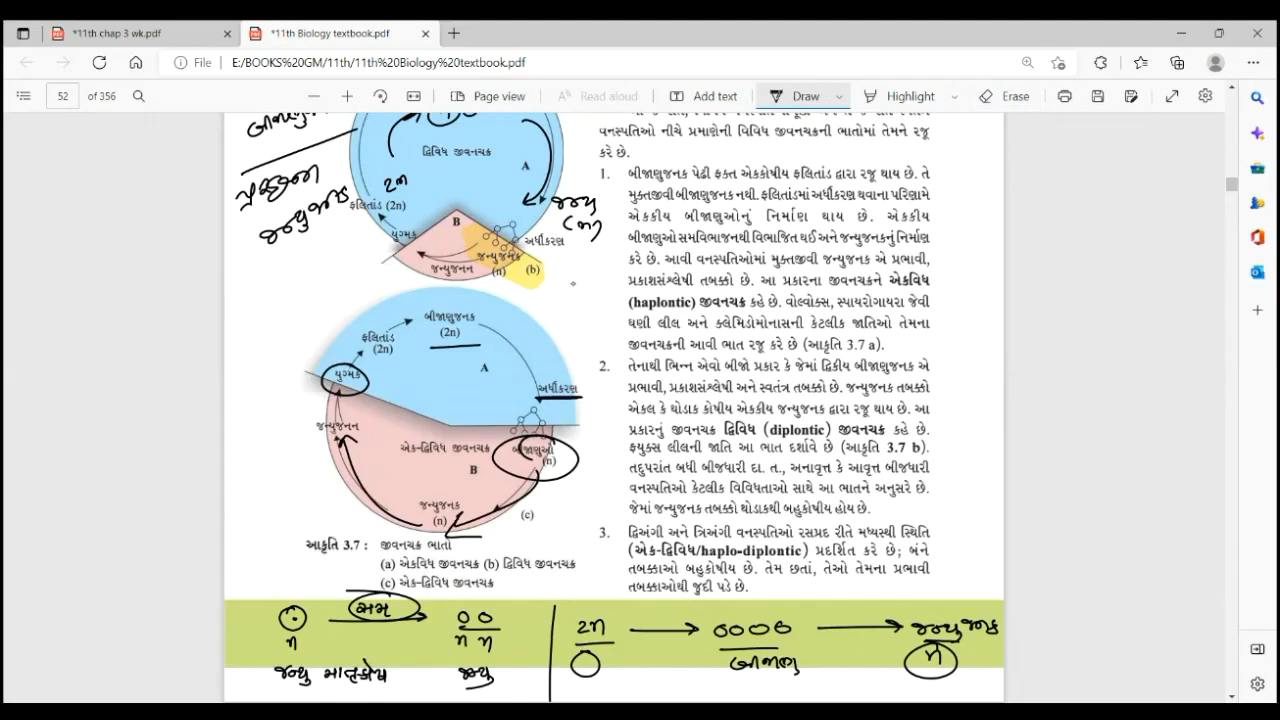 *11th chap 3 wk.pdf
*11th Biology textbook.pdf
File
E:/BOOKS%20GM/11th/11th%20Biology%20textbook.pdf
52 of 356
Page view
Read aloud
Add text
Draw
Highlight
Erase
દ્વિવિધ જીવનચક્ર
A
2n
ફલિતાંડ (2n)
યુગ્મક
B
જન્યુ
(n)
અર્ધીકરણ
જન્યુજનક
(n)
જન્યુજનન
(b)
બીજાણુજનક
(2n)
ફલિતાંડ
(2n)
A
યુગ્મક
અર્ધીકરણ
જન્યુજનન
એક-દ્વિવિધ જીવનચક્ર
બીજાણુઓ
(n)
B
જન્યુજનક
(n)
(c)
આકૃતિ 3.7 : જીવનચક્ર ભાતો
(a) એકવિધ જીવનચક્ર (b) દ્વિવિધ જીવનચક્ર
(c) એક-દ્વિવિધ જીવનચક્ર
વનસ્પતિઓ નીચે પ્રમાણેની વિવિધ જીવનચક્રની ભાતોમાં તેમને રજૂ
કરે છે.
1. બીજાણુજનક પેઢી ફક્ત એકકોષીય ફલિતાંડ દ્વારા રજૂ થાય છે. તે
મુક્તજીવી બીજાણુજનક નથી. ફલિતાંડમાં અર્ધીકરણ થવાના પરિણામે
એકકીય બીજાણુઓનું નિર્માણ થાય છે. એકકીય
બીજાણુઓ સમવિભાજનથી વિભાજિત થઈ અને જન્યુજનકનું નિર્માણ
કરે છે. આવી વનસ્પતિઓમાં મુક્તજીવી જન્યુજનક એ પ્રભાવી,
પ્રકાશસંશ્લેષી તબક્કો છે. આ પ્રકારના જીવનચક્રને એકવિધ
(haplontic) જીવનચક્ર કહે છે. વોલ્વોક્સ, સ્પાયરોગાયરા જેવી
ઘણી લીલ અને ક્લેમિડોમોનાસની કેટલીક જાતિઓ તેમના
જીવનચક્રની આવી ભાત રજૂ કરે છે (આકૃતિ 3.7 a).
2. તેનાથી ભિન્ન એવો બીજો પ્રકાર કે જેમાં દ્વિકીય બીજાણુજનક એ
પ્રભાવી, પ્રકાશસંશ્લેષી અને સ્વતંત્ર તબક્કો છે. જન્યુજનક તબક્કો
એકલ કે થોડાક કોષીય એકકીય જન્યુજનક દ્વારા રજૂ થાય છે. આ
પ્રકારનું જીવનચક્ર દ્વિવિધ (diplontic) જીવનચક્ર કહે છે.
ફયુક્સ લીલની જાતિ આ ભાત દર્શાવે છે (આકૃતિ 3.7 b).
તદુપરાંત બધી બીજધારી દા. ત., અનાવૃત્ત કે આવૃત્ત બીજધારી
વનસ્પતિઓ કેટલીક વિવિધતાઓ સાથે આ ભાતને અનુસરે છે.
જેમાં જન્યુજનક તબક્કો થોડાકથી બહુકોષીય હોય છે.
3. દ્વિઅંગી અને ત્રિઅંગી વનસ્પતિઓ રસપ્રદ રીતે મધ્યસ્થી સ્થિતિ
(એક-દ્વિવિધ/haplo-diplontic) પ્રદર્શિત કરે છે; બંને
તબક્કાઓ બહુકોષીય છે. તેમ છતાં, તેઓ તેમના પ્રભાવી
તબક્કાઓથી જુદી પડે છે.
સમ
n
n n
જન્યુ માતૃકોષ
જન્યુ
2n
બીજાણુ
જન્યુજનક
n